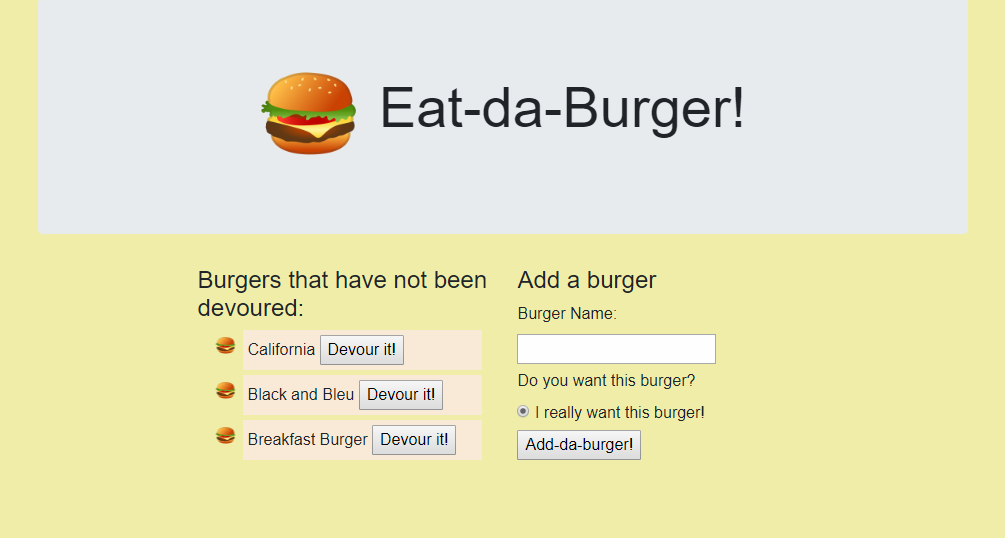 Eat-da-Burger!
Burgers that have not been
devoured:
California Devour it!
Black and Bleu Devour it!
Breakfast Burger Devour it!
Add a burger
Burger Name:
Do you want this burger?
I really want this burger!
Add-da-burger!